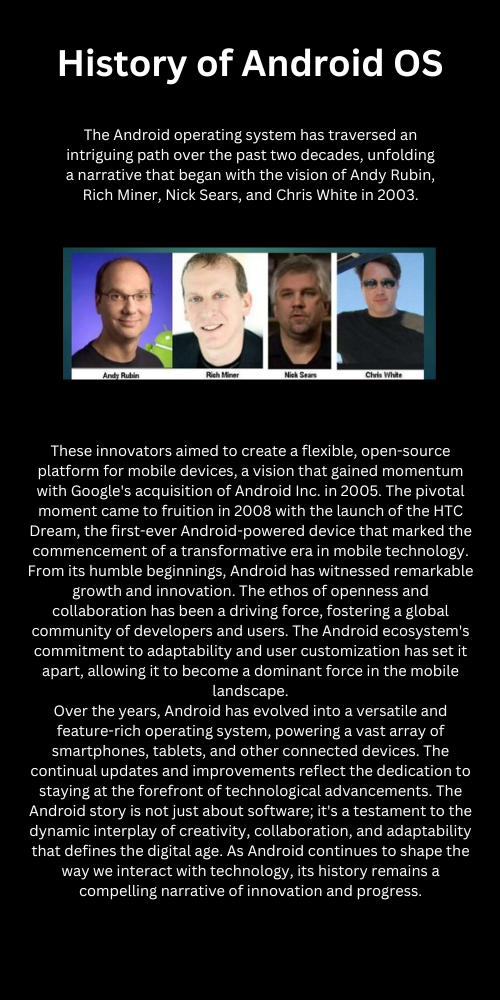 History of Android OS
The Android operating system has traversed an
intriguing path over the past two decades, unfolding
a narrative that began with the vision of Andy Rubin,
Rich Miner, Nick Sears, and Chris White in 2003.
Andy Rubin Rich Miner Nick Sears Chris White
These innovators aimed to create a flexible, open-source
platform for mobile devices, a vision that gained momentum
with Google's acquisition of Android Inc. in 2005. The pivotal
moment came to fruition in 2008 with the launch of the HTC
Dream, the first-ever Android-powered device that marked the
commencement of a transformative era in mobile technology.
From its humble beginnings, Android has witnessed remarkable
growth and innovation. The ethos of openness and
collaboration has been a driving force, fostering a global
community of developers and users. The Android ecosystem's
commitment to adaptability and user customization has set it
apart, allowing it to become a dominant force in the mobile
landscape.
Over the years, Android has evolved into a versatile and
feature-rich operating system, powering a vast array of
smartphones, tablets, and other connected devices. The
continual updates and improvements reflect the dedication to
staying at the forefront of technological advancements. The
Android story is not just about software; it's a testament to the
dynamic interplay of creativity, collaboration, and adaptability
that defines the digital age. As Android continues to shape the
way we interact with technology, its history remains a
compelling narrative of innovation and progress.